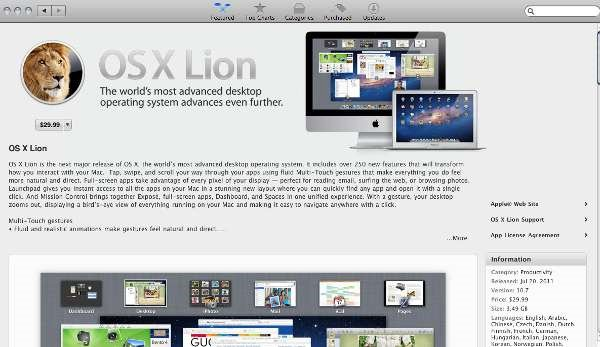 Featured Top Charts Categories Purchased Updates
OS X Lion
The world's most advanced desktop
operating system advances even further.
$29.99
OS X Lion
OS X Lion is the next major release of OS X, the world's most advanced desktop operating system. It includes over 250 new features that will transform
how you interact with your Mac. Tap, swipe, and scroll your way through your apps using fluid Multi-Touch gestures that make everything you do feel
more natural and direct. Full-screen apps take advantage of every pixel of your display — perfect for reading email, surfing the web, or browsing photos.
Launchpad gives you instant access to all the apps on your Mac in a stunning new layout where you can quickly find any app and open it with a single
click. And Mission Control brings together Exposé, full-screen apps, Dashboard, and Spaces in one unified experience. With a gesture, your desktop
zooms out, displaying a bird's-eye view of everything running on your Mac and making it easy to navigate anywhere with a click.
Multi-Touch gestures
• Fluid and realistic animations make gestures feel natural and direct. ...
...More
Apple® Web Site
OS X Lion Support
App License Agreement
Dashboard Desktop iPhoto Mail iCal Pages
Information
Category: Productivity
Released: Jul 20, 2011
Version: 10.7
Price: $29.99
Size: 3.49 GB
Languages: English, Arabic,
Chinese, Czech, Danish, Dutch
Finnish, French, German,
Hungarian, Italian, Japanese,
Korean, Norwegian, Polish,